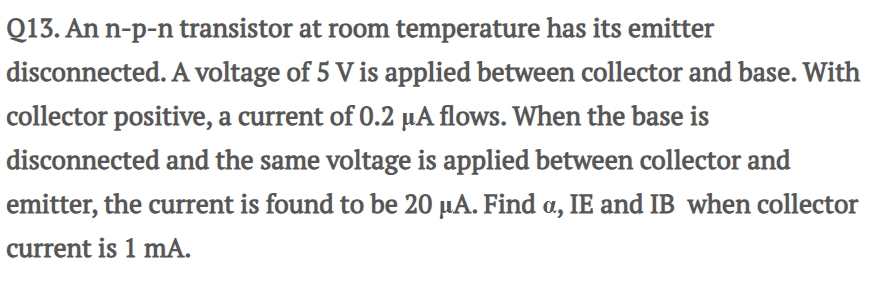 Q13. An n-p-n transistor at room temperature has its emitter
disconnected. A voltage of 5 V is applied between collector and base. With
collector positive, a current of 0.2 μA flows. When the base is
disconnected and the same voltage is applied between collector and
emitter, the current is found to be 20 μA. Find α, IE and IB when collector
current is 1 mA.